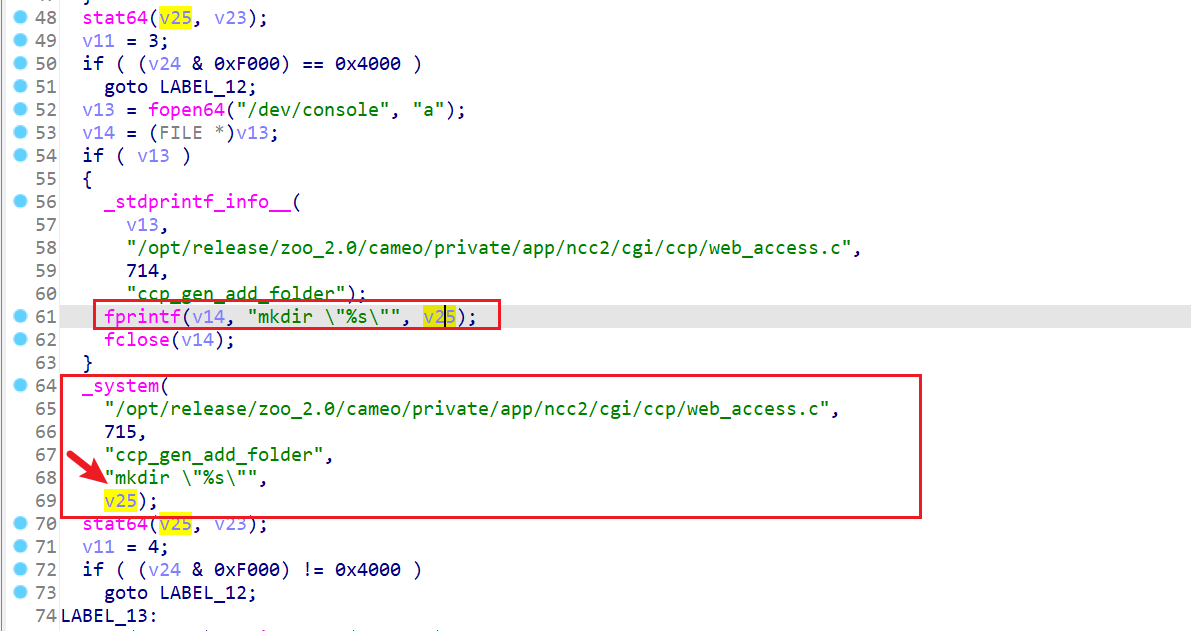 48 stat64(v25, v23);
49 v11 = 3;
50 if ( (v24 & 0xF000) == 0x4000 )
51 goto LABEL_12;
52 v13 = fopen64("/dev/console", "a");
53 v14 = (FILE *)v13;
54 if ( v13 )
55 {
56 _stdprintf_info__(
57 v13,
58 "/opt/release/zoo_2.0/cameo/private/app/ncc2/cgi/ccp/web_access.c",
59 714,
60 "ccp_gen_add_folder");
61 fprintf(v14, "mkdir \"%s\"", v25);
62 fclose(v14);
63 }
64 _system(
65 "/opt/release/zoo_2.0/cameo/private/app/ncc2/cgi/ccp/web_access.c",
66 715,
67 "ccp_gen_add_folder",
68 "mkdir \"%s\"",
69 v25);
70 stat64(v25, v23);
71 v11 = 4;
72 if ( (v24 & 0xF000) != 0x4000 )
73 goto LABEL_12;
74 LABEL_13: